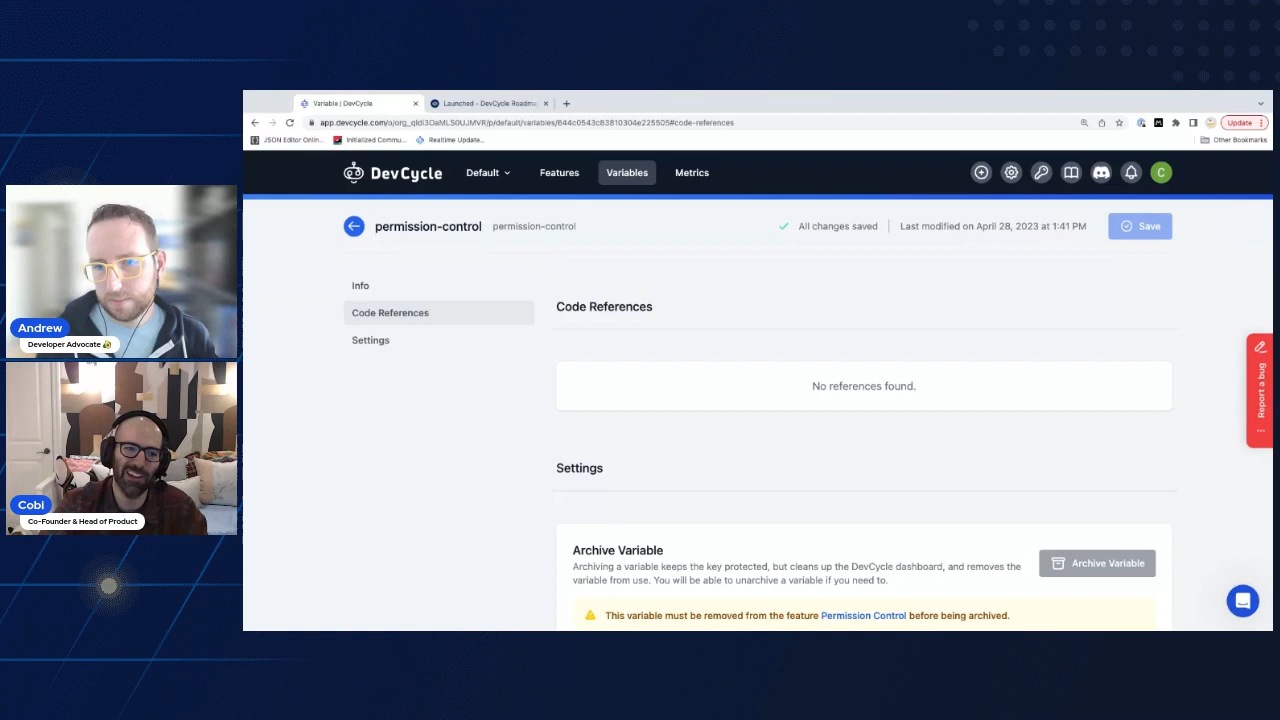 Variable | DevCycle
Launched - DevCycle Roadma
app.devcycle.com/o/org_qIdi3OaMLS0UJMVR/p/default/variables/644c0543c83810304e225505#code-references
Update
JSON Editor Onlin...
Initialized Commu...
Realtime Update...
Other Bookmarks
DevCycle
Default
Features
Variables
Metrics
C
permission-control
permission-control
All changes saved
Last modified on April 28, 2023 at 1:41 PM
Save
Info
Code References
Settings
Code References
No references found.
Settings
Archive Variable
Archiving a variable keeps the key protected, but cleans up the DevCycle dashboard, and removes the
variable from use. You will be able to unarchive a variable if you need to.
Archive Variable
This variable must be removed from the feature Permission Control before being archived.
Report a bug
Andrew
Developer Advocate
Cobi
Co-Founder & Head of Product